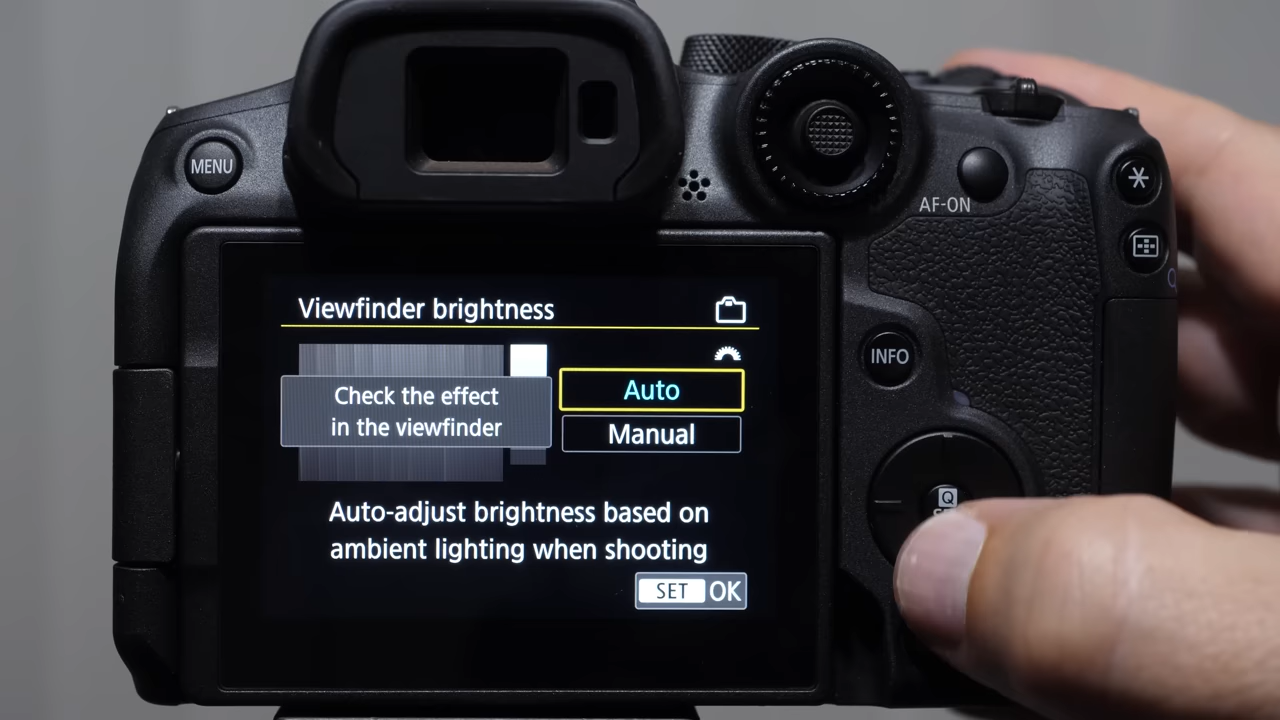 MENU
AF-ON
Viewfinder brightness
Check the effect
in the viewfinder
Auto
Manual
Auto-adjust brightness based on
ambient lighting when shooting
SET OK
INFO
Q